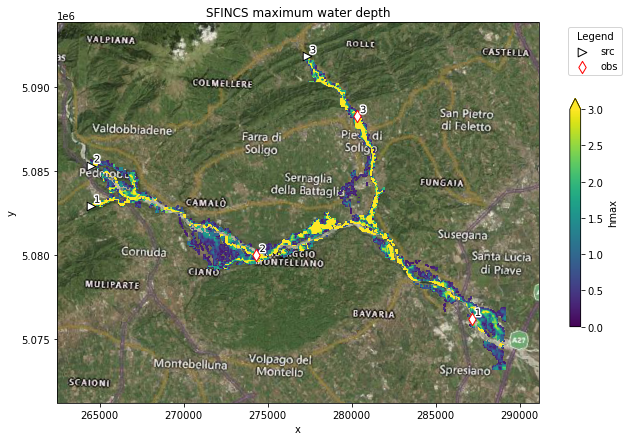 SFINCS maximum water depth
1e6
Legend
src
obs
VALPIANA
ROLLE
CASTELLA
3
COLMELLERE
5.090
3.0
3
San Pietro
di Feletto
Valdobbiadene
Farra di
Soligo
Pieve di
Soligo
2.5
2
5.085
Serraglia
della Battaglia
FUNGAIA
2.0
1
CAMALÒ
y
hmax
1.5
Susegana
2
Cornuda
5.080
Santa Lucia
di Piave
1.0
CIANO
MONTELLIANO
MULIPARTE
BAVARIA
1
0.5
A27
5.075
0.0
Montebelluna
Volpago del
Montello
Spresiano
SCAIONI
265000
270000
275000
280000
285000
290000
x